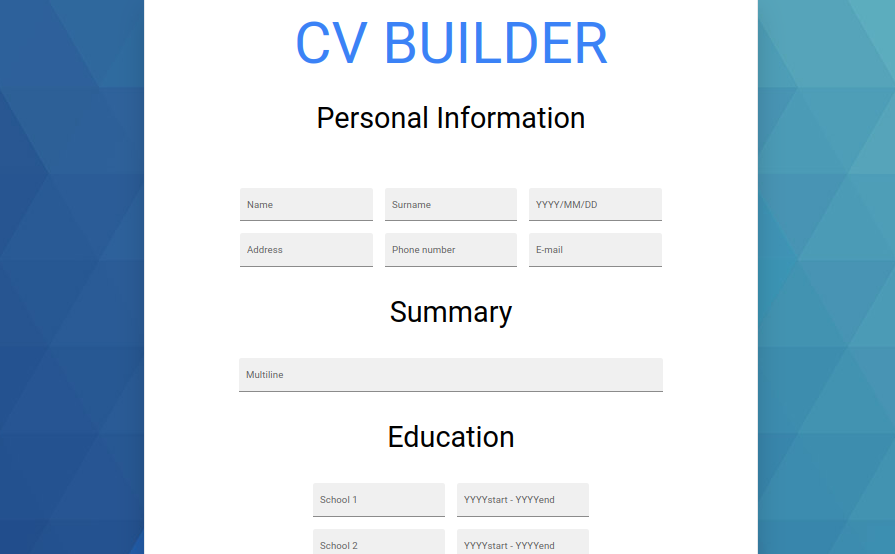 CV BUILDER
Personal Information
Name Surname YYYY/MM/DD
Address Phone number E-mail
Summary
Multiline
Education
School 1 YYYYstart - YYYYend
School 2 YYYYstart - YYYYend